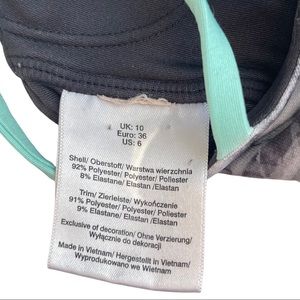 UK: 10
Euro: 36
US: 6
Shell/ Oberstoff/ Warstwa wierzchnia
92% Polyester/ Polyester/ Poliester
8% Elastane/ Elastan /Elastan
Trim/ Zierleiste/ Wykończenie
91% Polyester/ Polyester/ Poliester
9% Elastane/ Elastan /Elastan
Exclusive of decoration/ Ohne Verzierung/
Wyłącznie do dekoracji
Made in Vietnam/ Hergestellt in Vietnam/
Wyprodukowano we Wietnam